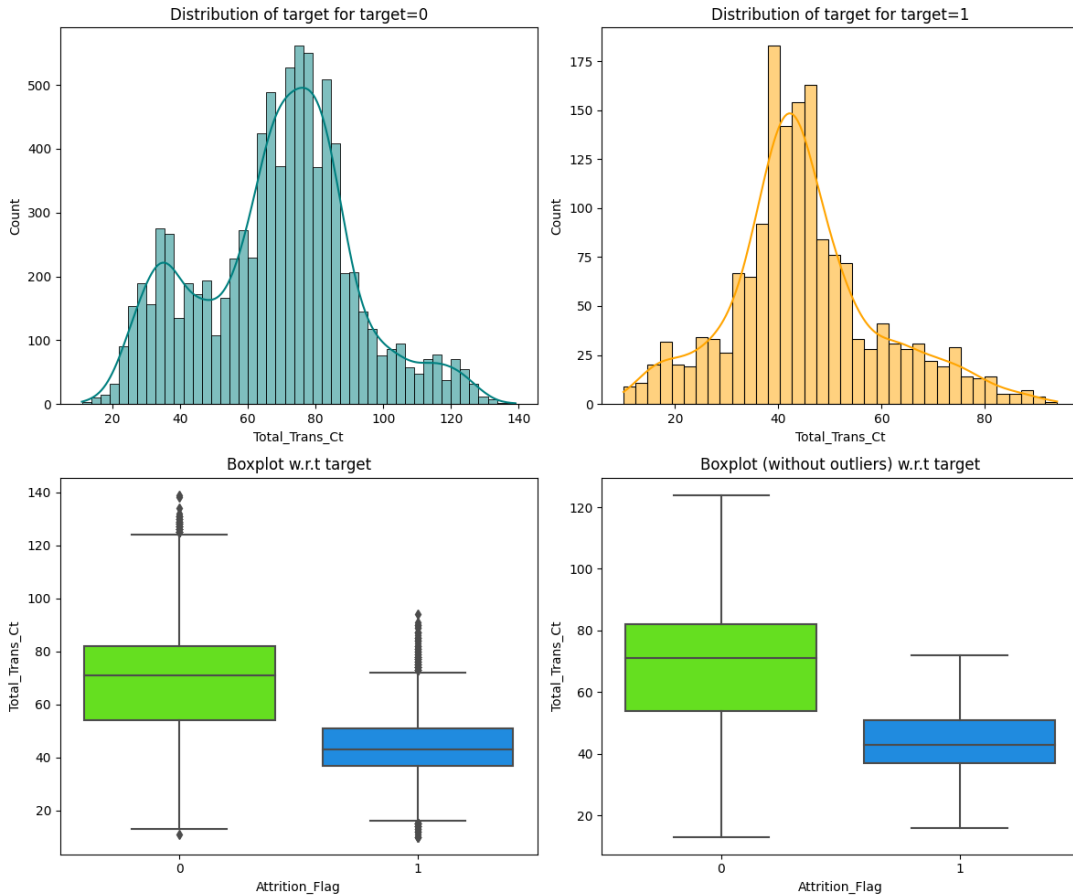 Distribution of target for target=0
500
400
300
200
100
0
Count
20 40 60 80 100 120 140
Total_Trans_Ct
Distribution of target for target=1
175
150
125
100
75
50
25
0
Count
20 40 60 80
Total_Trans_Ct
Boxplot w.r.t target
140
120
100
80
60
40
20
Total_Trans_Ct
0 1
Attrition_Flag
Boxplot (without outliers) w.r.t target
120
100
80
60
40
20
Total_Trans_Ct
0 1
Attrition_Flag